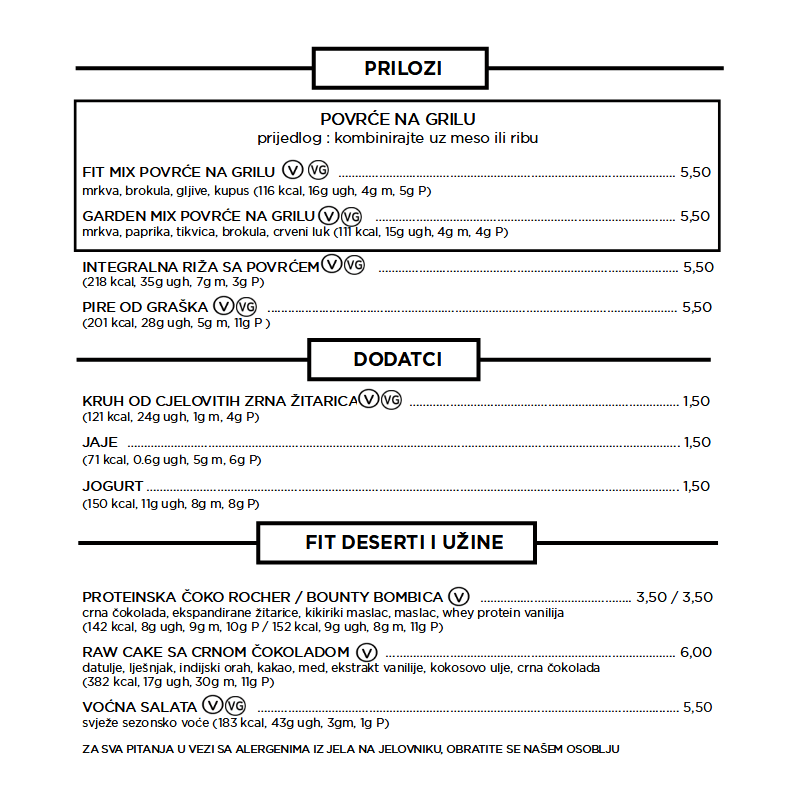 PRILOZI
POVRĆE NA GRILU
prijedlog : kombinirajte uz meso ili ribu
FIT MIX POVRĆE NA GRILU V VG ........ 5,50
mrkva, brokula, gljive, kupus (116 kcal, 16g ugh, 4g m, 5g P)
GARDEN MIX POVRĆE NA GRILU V VG ........ 5,50
mrkva, paprika, tikvica, brokula, crveni luk (111 kcal, 15g ugh, 4g m, 4g P)
INTEGRALNA RIŽA SA POVRĆEM V VG ........ 5,50
(218 kcal, 35g ugh, 7g m, 3g P)
PIRE OD GRAŠKA V VG ........ 5,50
(201 kcal, 28g ugh, 5g m, 11g P )
DODATCI
KRUH OD CJELOVITIH ZRNA ŽITARICA V VG ........ 1,50
(121 kcal, 24g ugh, 1g m, 4g P)
JAJE ........ 1,50
(71 kcal, 0.6g ugh, 5g m, 6g P)
JOGURT ........ 1,50
(150 kcal, 11g ugh, 8g m, 8g P)
FIT DESERTI I UŽINE
PROTEINSKA ČOKO ROCHER / BOUNTY BOMBICA V ........ 3,50 / 3,50
crna čokolada, ekspandirane žitarice, kikiriki maslac, maslac, whey protein vanilija
(142 kcal, 8g ugh, 9g m, 10g P / 152 kcal, 9g ugh, 8g m, 11g P)
RAW CAKE SA CRNOM ČOKOLADOM V ........ 6,00
datulje, lješnjak, indijski orah, kakao, med, ekstrakt vanilije, kokosovo ulje, crna čokolada
(382 kcal, 17g ugh, 30g m, 11g P)
VOĆNA SALATA V VG ........ 5,50
svježe sezonsko voće (183 kcal, 43g ugh, 3gm, 1g P)
ZA SVA PITANJA U VEZI SA ALERGENIMA IZ JELA NA JELOVNIKU, OBRATITE SE NAŠEM OSOBLJU